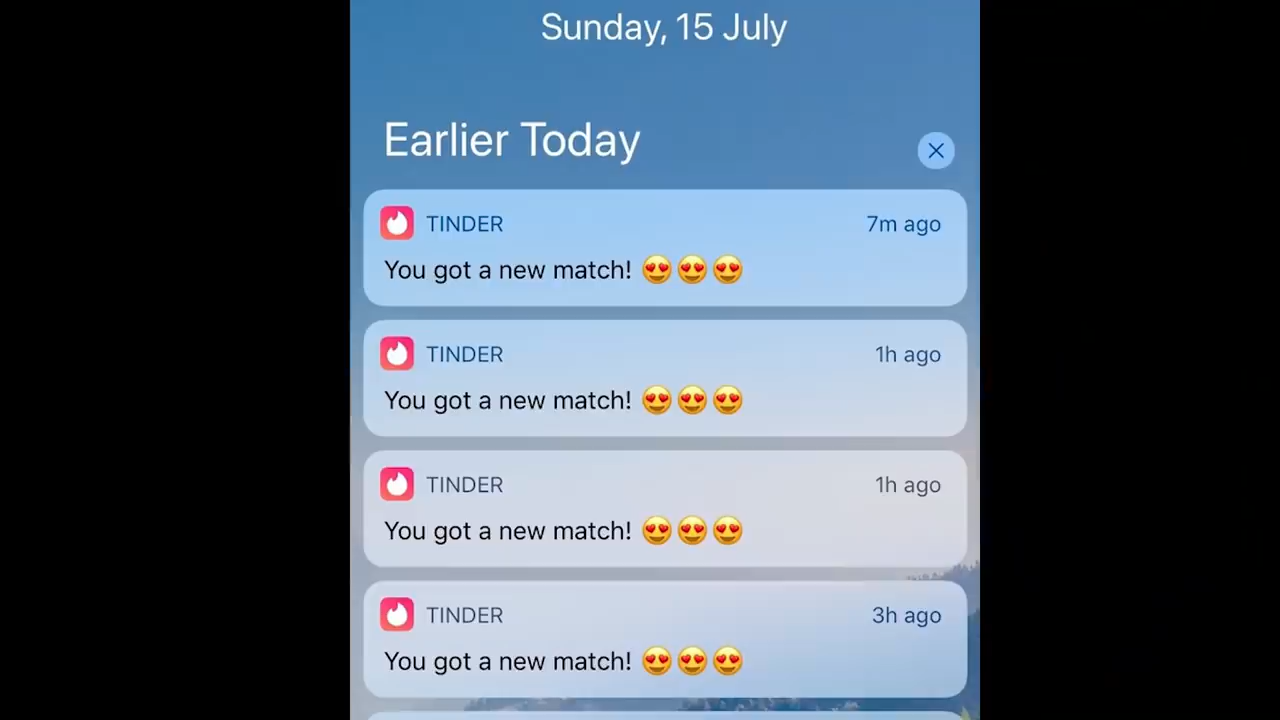 Sunday, 15 July
Earlier Today
TINDER 7m ago
You got a new match! 😍😍😍
TINDER 1h ago
You got a new match! 😍😍😍
TINDER 1h ago
You got a new match! 😍😍😍
TINDER 3h ago
You got a new match! 😍😍😍